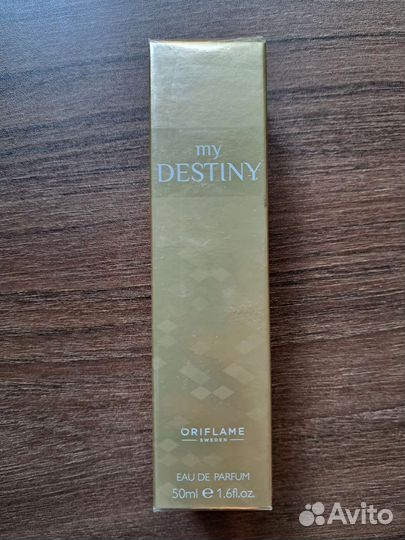 my
DESTINY
ORIFLAME
SWEDEN
EAU DE PARFUM
50ml e 1.6fl.oz.
Avito